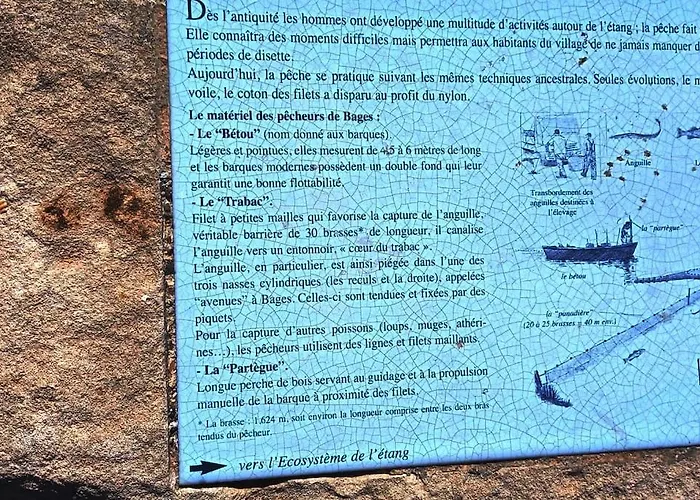 Dès l'antiquité les hommes ont développé une multitude d'activités autour de l'étang ; la pêche fait
Elle connaîtra des moments difficiles mais permettra aux habitants du village de ne jamais manquer d
périodes de disette.
Aujourd'hui, la pêche se pratique suivant les mêmes techniques ancestrales. Seules évolutions, le m
voile, le coton des filets a disparu au profit du nylon.
Le matériel des pêcheurs de Bages :
- Le "Bétou" (nom donné aux barques)
Légères et pointues, elles mesurent de 4,5 à 6 mètres de long
et les barques modernes possèdent un double fond qui leur
garantit une bonne flottabilité.
- Le "Trabac".
Filet à petites mailles qui favorise la capture de l'anguille,
véritable barrière de 30 brasses* de longueur, il canalise
l'anguille vers un entonnoir, « cœur du trabac ».
L'anguille, en particulier, est ainsi piégée dans l'une des
trois nasses cylindriques (les reculs et la droite), appelées
"avenues" à Bages. Celles-ci sont tendues et fixées par des
piquets.
Pour la capture d'autres poissons (loups, muges, athéri-
nes…), les pêcheurs utilisent des lignes et filets maillants.
- La "Partègue".
Longue perche de bois servant au guidage et à la propulsion
manuelle de la barque à proximité des filets.
* La brasse : 1,624 m, soit environ la longueur comprise entre les deux bras
tendus du pêcheur.
vers l'Ecosystème de l'étang
Transbordement des
anguilles destinées à
l'élevage
Anguille
la "partègue"
le bétou
la "panadière"
(20 à 25 brasses = 40 m env.)